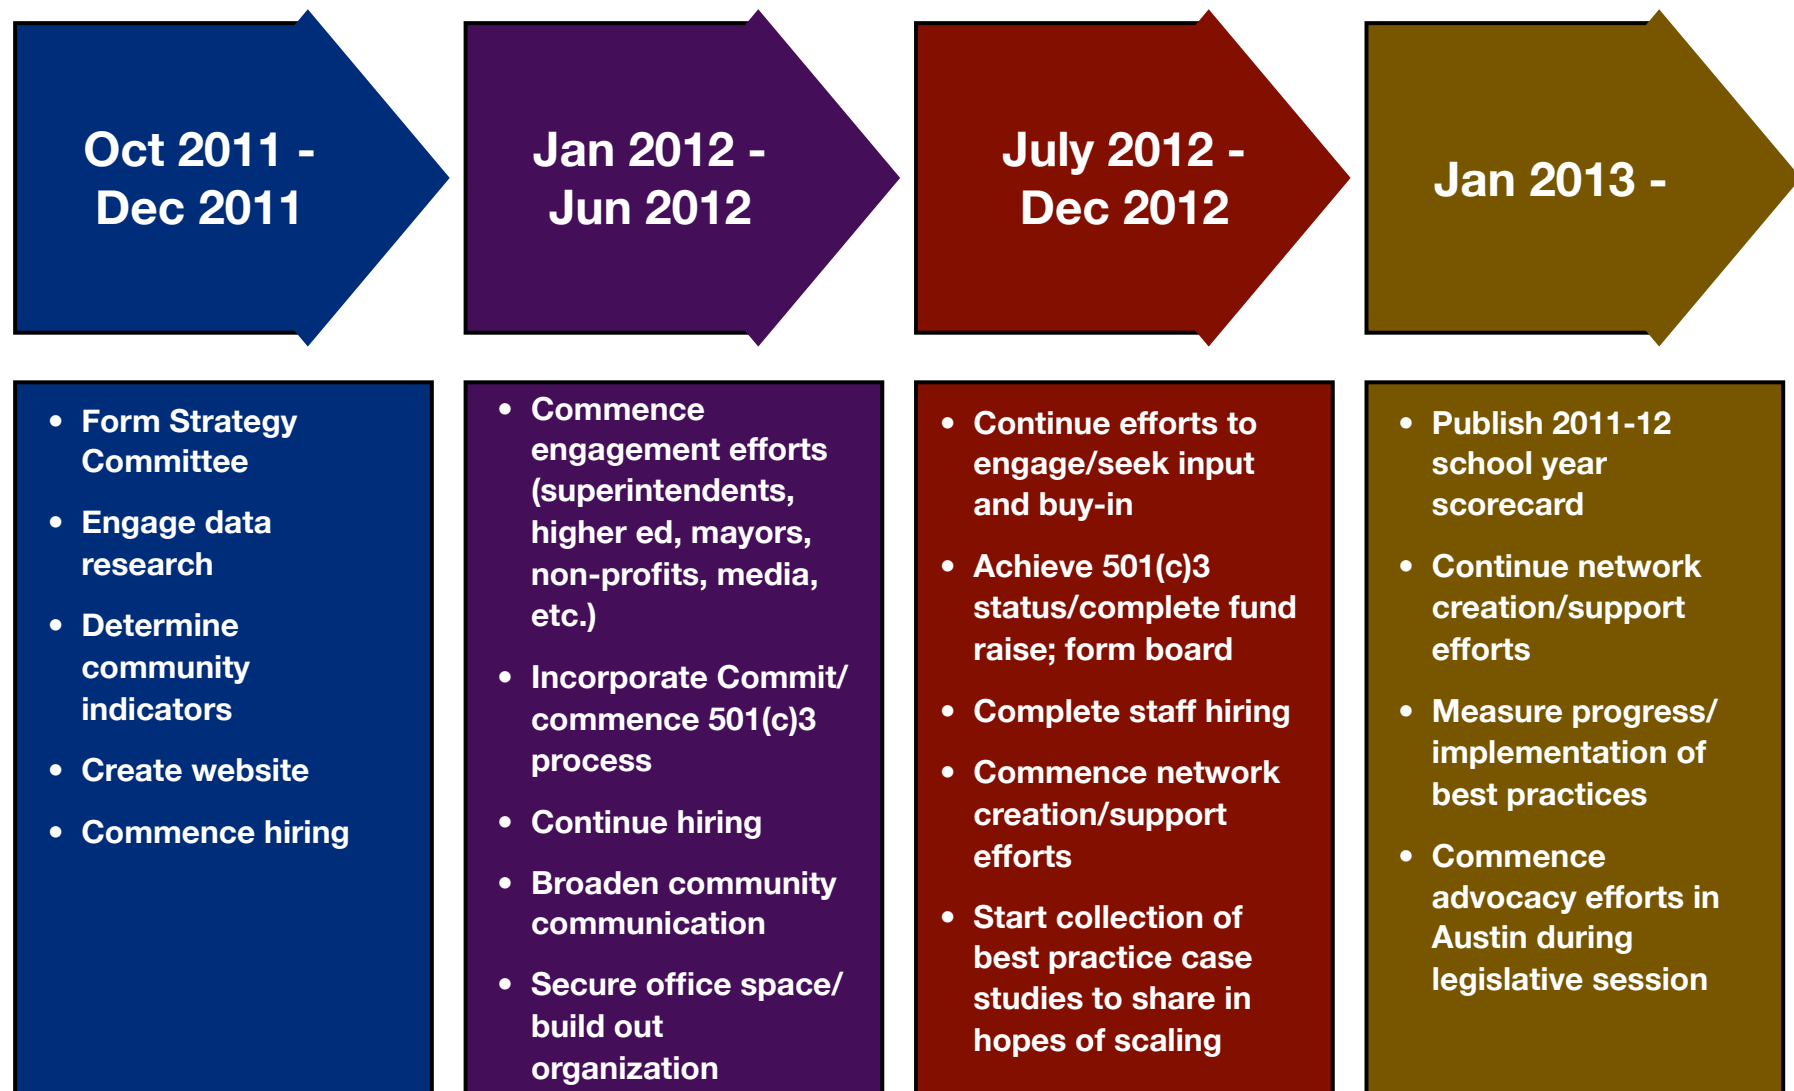 Oct 2011 -
Dec 2011
Jan 2012 -
Jun 2012
July 2012 -
Dec 2012
Jan 2013 -
• Form Strategy
Committee
• Engage data
research
• Determine
community
indicators
• Create website
• Commence hiring
• Commence
engagement efforts
(superintendents,
higher ed, mayors,
non-profits, media,
etc.)
• Incorporate Commit/
commence 501(c)3
process
• Continue hiring
• Broaden community
communication
• Secure office space/
build out
organization
• Continue efforts to
engage/seek input
and buy-in
• Achieve 501(c)3
status/complete fund
raise; form board
• Complete staff hiring
• Commence network
creation/support
efforts
• Start collection of
best practice case
studies to share in
hopes of scaling
• Publish 2011-12
school year
scorecard
• Continue network
creation/support
efforts
• Measure progress/
implementation of
best practices
• Commence
advocacy efforts in
Austin during
legislative session